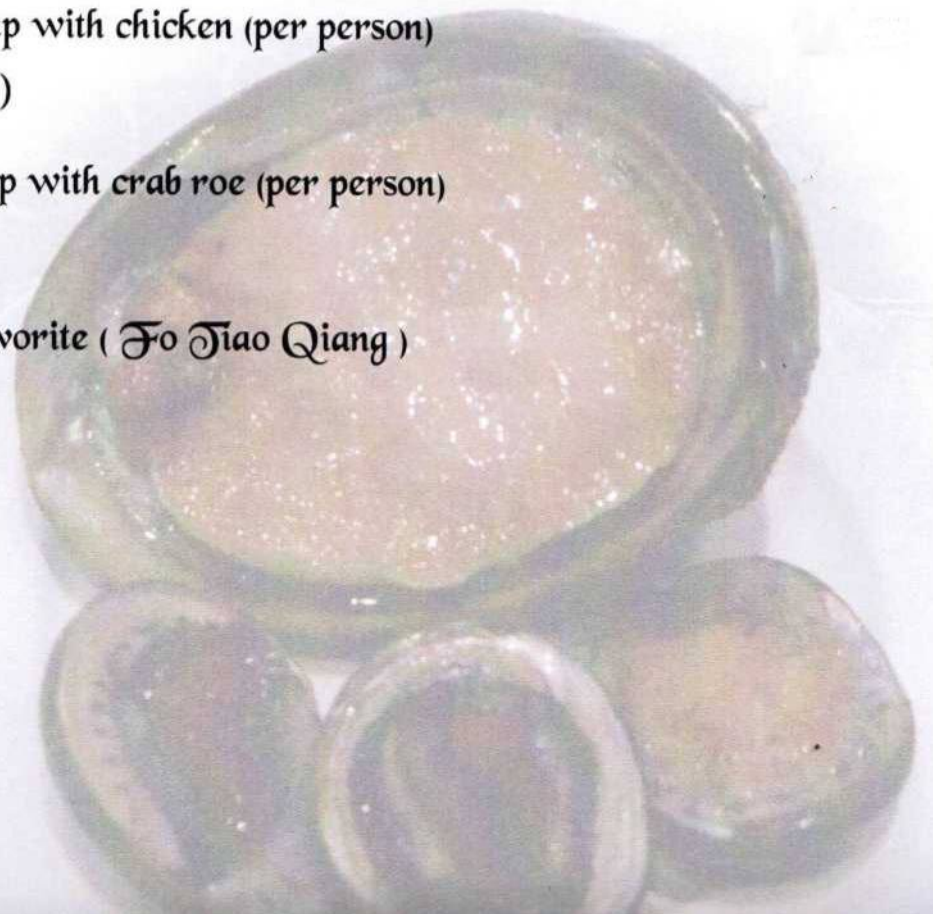 p with chicken (per person)
)
p with crab roe (per person)
vorite ( Fo Tiao Qiang )